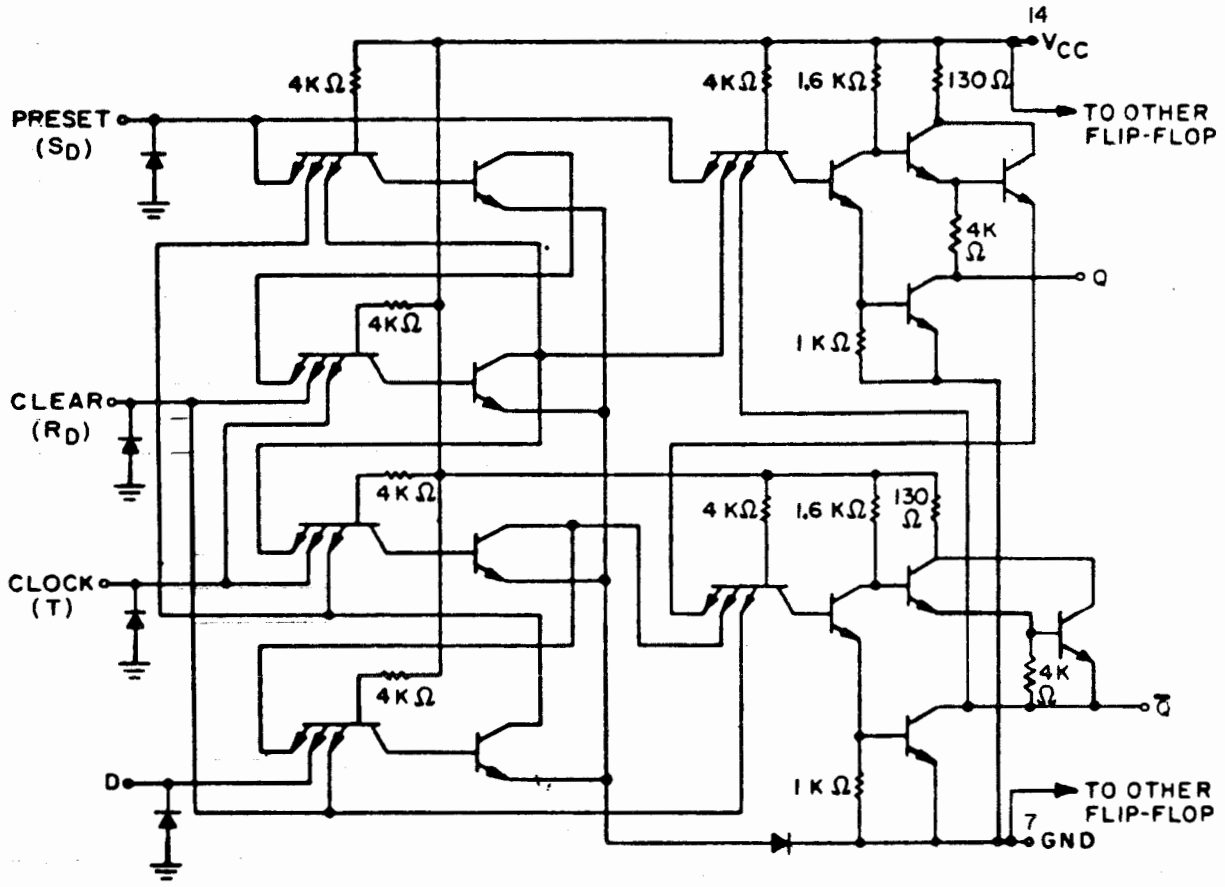 14
VCC
4KΩ
4KΩ
1.6 KΩ
130 Ω
TO OTHER
FLIP-FLOP
PRESET
(SD)
4K
Ω
Q
4KΩ
1 KΩ
CLEAR
(RD)
4KΩ
4 KΩ
1.6 KΩ
130
Ω
CLOCK
(T)
4KΩ
4K
Ω
Q̅
D
1 KΩ
TO OTHER
FLIP-FLOP
7
GND